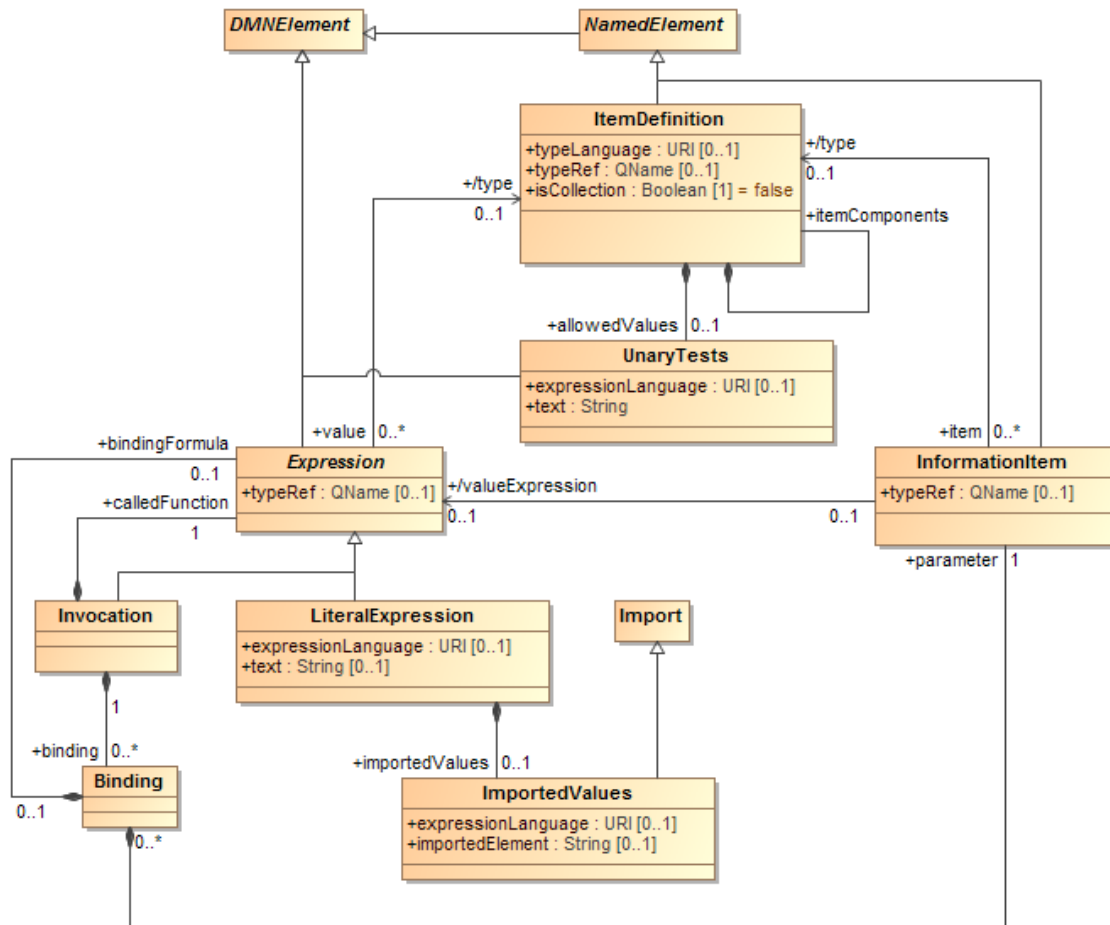 DMNElement
NamedElement
ItemDefinition
+typeLanguage : URI [0..1]
+typeRef : QName [0..1]
+isCollection : Boolean [1] = false
+/type
0..1
+/type
0..1
+itemComponents
+allowedValues 0..1
UnaryTests
+expressionLanguage : URI [0..1]
+text : String
+value 0..*
+item 0..*
+bindingFormula
0..1
Expression
+typeRef : QName [0..1]
+calledFunction
1
+/valueExpression
0..1
0..1
InformationItem
+typeRef : QName [0..1]
+parameter 1
Invocation
LiteralExpression
+expressionLanguage : URI [0..1]
+text : String [0..1]
Import
1
+binding 0..*
Binding
0..1
0..*
+importedValues 0..1
ImportedValues
+expressionLanguage : URI [0..1]
+importedElement : String [0..1]